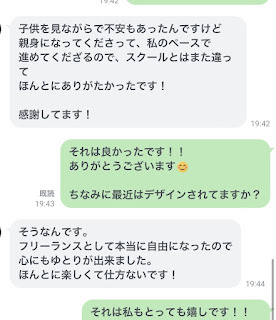 19:42
子供を見ながらで不安もあったんですけど
親身になってくださって、私のペースで
進めてくだざるので、スクールとはまた違っ
て
ほんとにありがたかったです！
感謝してます！
19:42
それは良かったです！！
ありがとうございます😊
ちなみに最近はデザインされてますか？
既読
19:43
そうなんです。
フリーランスとして本当に自由になったので
心にもゆとりが出来ました。
ほんとに楽しくて仕方ないです！
19:44
それは私もとっても嬉しです！！